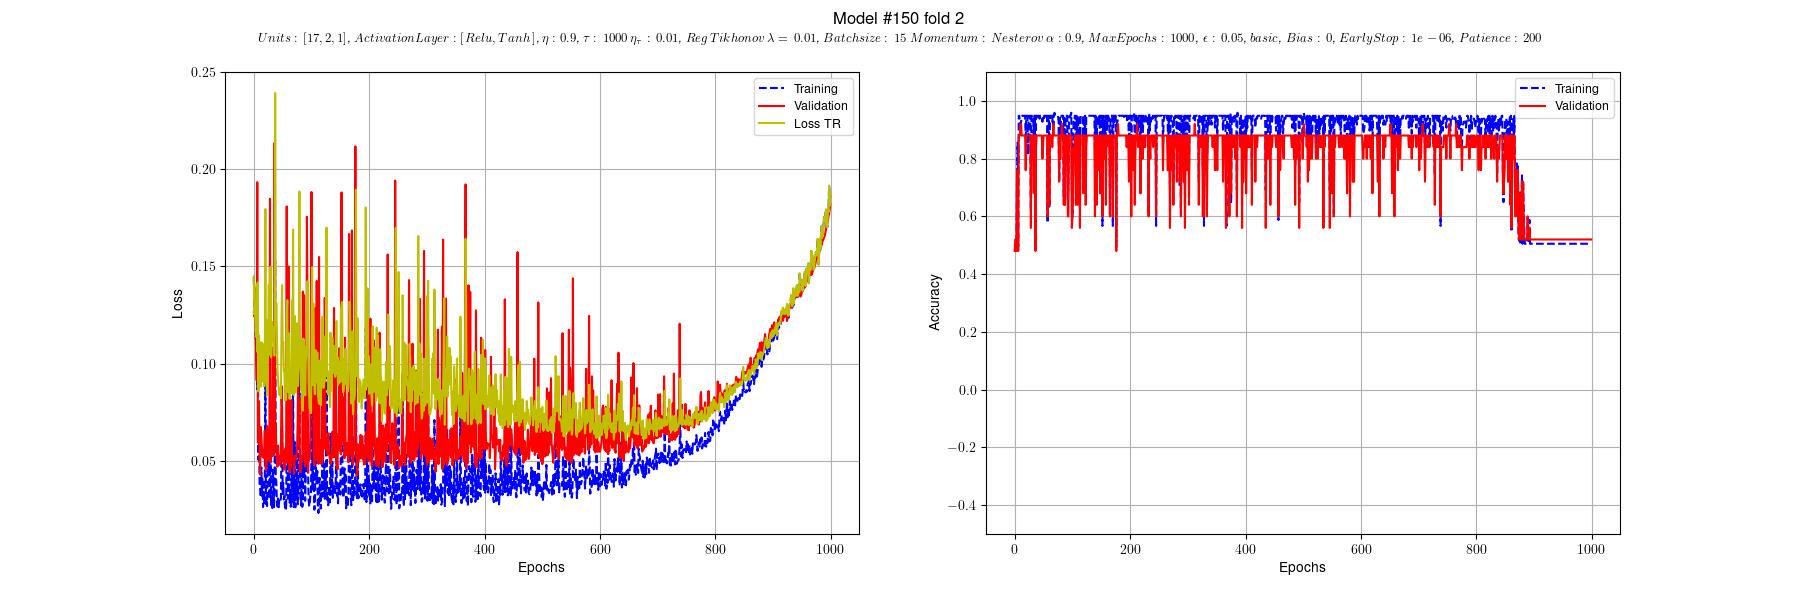 Model #150 fold 2
Units : [17, 2, 1], ActivationLayer : [Relu, Tanh], η : 0.9, τ : 1000 ητ : 0.01, Reg Tikhonov λ = 0.01, Batchsize : 15 Momentum : Nesterov α : 0.9, MaxEpochs : 1000, ϵ : 0.05, basic, Bias : 0, EarlyStop : 1e − 06, Patience : 200
0.25
0.20
0.15
0.10
0.05
Loss
0 200 400 600 800 1000
Epochs
Training
Validation
Loss TR
1.0
0.8
0.6
0.4
0.2
0.0
−0.2
−0.4
Accuracy
0 200 400 600 800 1000
Epochs
Training
Validation